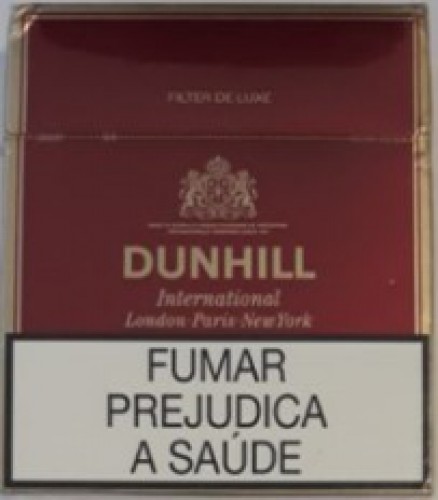 FILTER DE LUXE
DUNHILL
International
London·Paris·New York
FUMAR
PREJUDICA
A SAÚDE